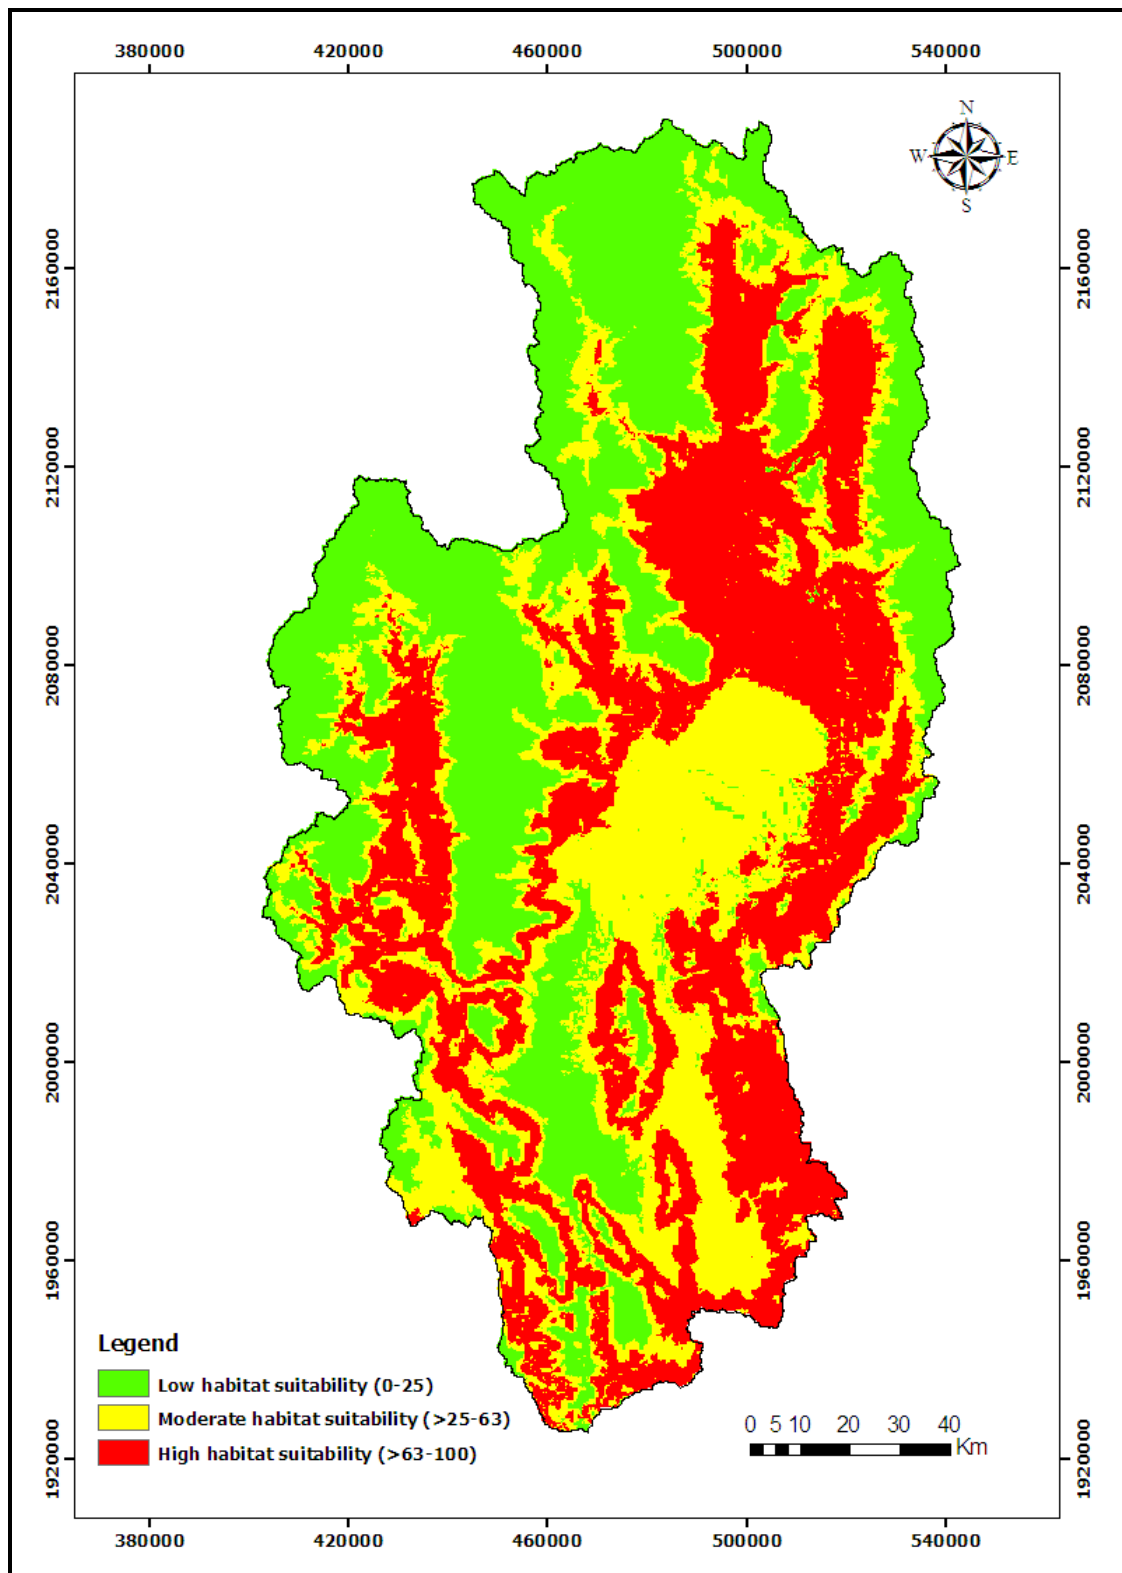 380000 420000 460000 500000 540000
N
W E
S
2160000 2160000
2120000 2120000
2080000 2080000
2040000 2040000
2000000 2000000
1960000 1960000
1920000 1920000
Legend
Low habitat suitability (0-25)
Moderate habitat suitability (>25-63)
High habitat suitability (>63-100)
0 5 10 20 30 40
Km
380000 420000 460000 500000 540000